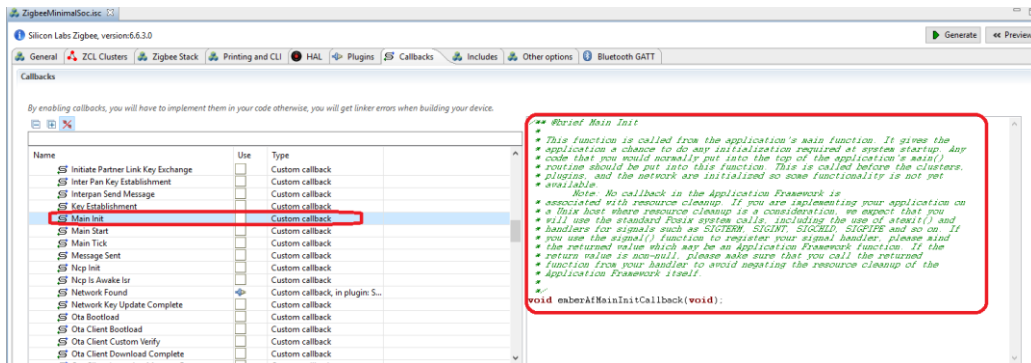 ZigbeeMinimalSoc.isc
Silicon Labs Zigbee, version:6.6.3.0
Generate
Preview
General
ZCL Clusters
Zigbee Stack
Printing and CLI
HAL
Plugins
Callbacks
Includes
Other options
Bluetooth GATT
Callbacks
By enabling callbacks, you will have to implement them in your code otherwise, you will get linker errors when building your device.
Name Use Type
Initiate Partner Link Key Exchange Custom callback
Inter Pan Key Establishment Custom callback
Interpan Send Message Custom callback
Key Establishment Custom callback
Main Init Custom callback
Main Start Custom callback
Main Tick Custom callback
Message Sent Custom callback
Ncp Init Custom callback
Ncp Is Awake Isr Custom callback
Network Found Custom callback, in plugin: S...
Network Key Update Complete Custom callback
Ota Bootload Custom callback
Ota Client Bootload Custom callback
Ota Client Custom Verify Custom callback
Ota Client Download Complete Custom callback
/** @brief Main Init
*
* This function is called from the application's main function. It gives the
* application a chance to do any initialization required at system startup. Any
* code that you would normally put into the top of the application's main()
* routine should be put into this function. This is called before the clusters,
* plugins, and the network are initialized so some functionality is not yet
* available.
Note: No callback in the Application Framework is
* associated with resource cleanup. If you are implementing your application on
* a Unix host where resource cleanup is a consideration, we expect that you
* will use the standard Posix system calls, including the use of atexit() and
* handlers for signals such as SIGTERM, SIGINT, SIGCHLD, SIGPIPE and so on. If
* you use the signal() function to register your signal handler, please mind
* the returned value which may be an Application Framework function. If the
* return value is non-null, please make sure that you call the returned
* function from your handler to avoid negating the resource cleanup of the
* Application Framework itself.
*
*/
void emberAfMainInitCallback(void);